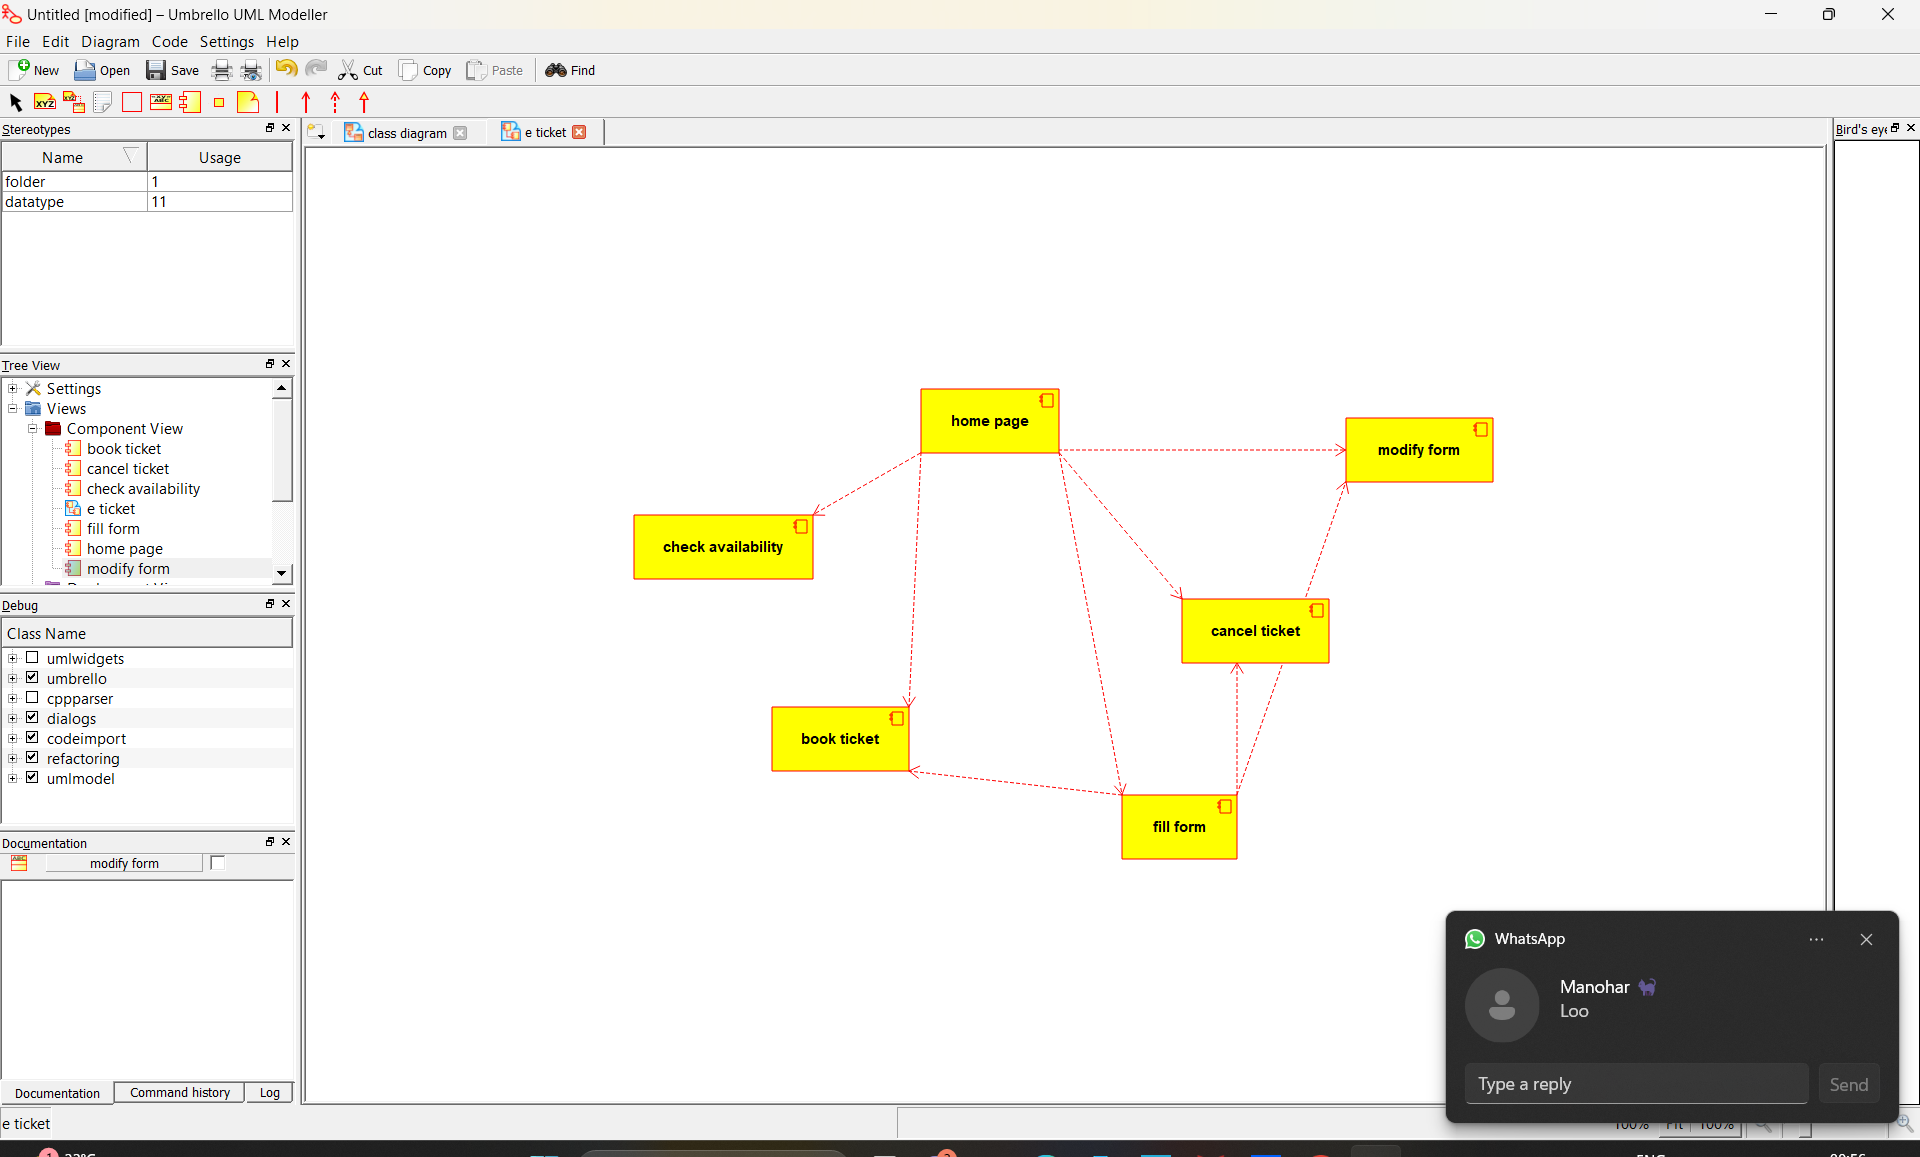 Untitled [modified] – Umbrello UML Modeller
File Edit Diagram Code Settings Help
New Open Save Cut Copy Paste Find
XYZ
Stereotypes
Name Usage
folder 1
datatype 11
Tree View
Settings
Views
Component View
book ticket
cancel ticket
check availability
e ticket
fill form
home page
modify form
Debug
Class Name
umlwidgets
umbrello
cppparser
dialogs
codeimport
refactoring
umlmodel
Documentation
modify form
Documentation Command history Log
e ticket
class diagram
e ticket
home page
modify form
check availability
cancel ticket
book ticket
fill form
Bird's eye
WhatsApp
Manohar 🐈‍⬛
Loo
Type a reply Send
100% Fit 100%